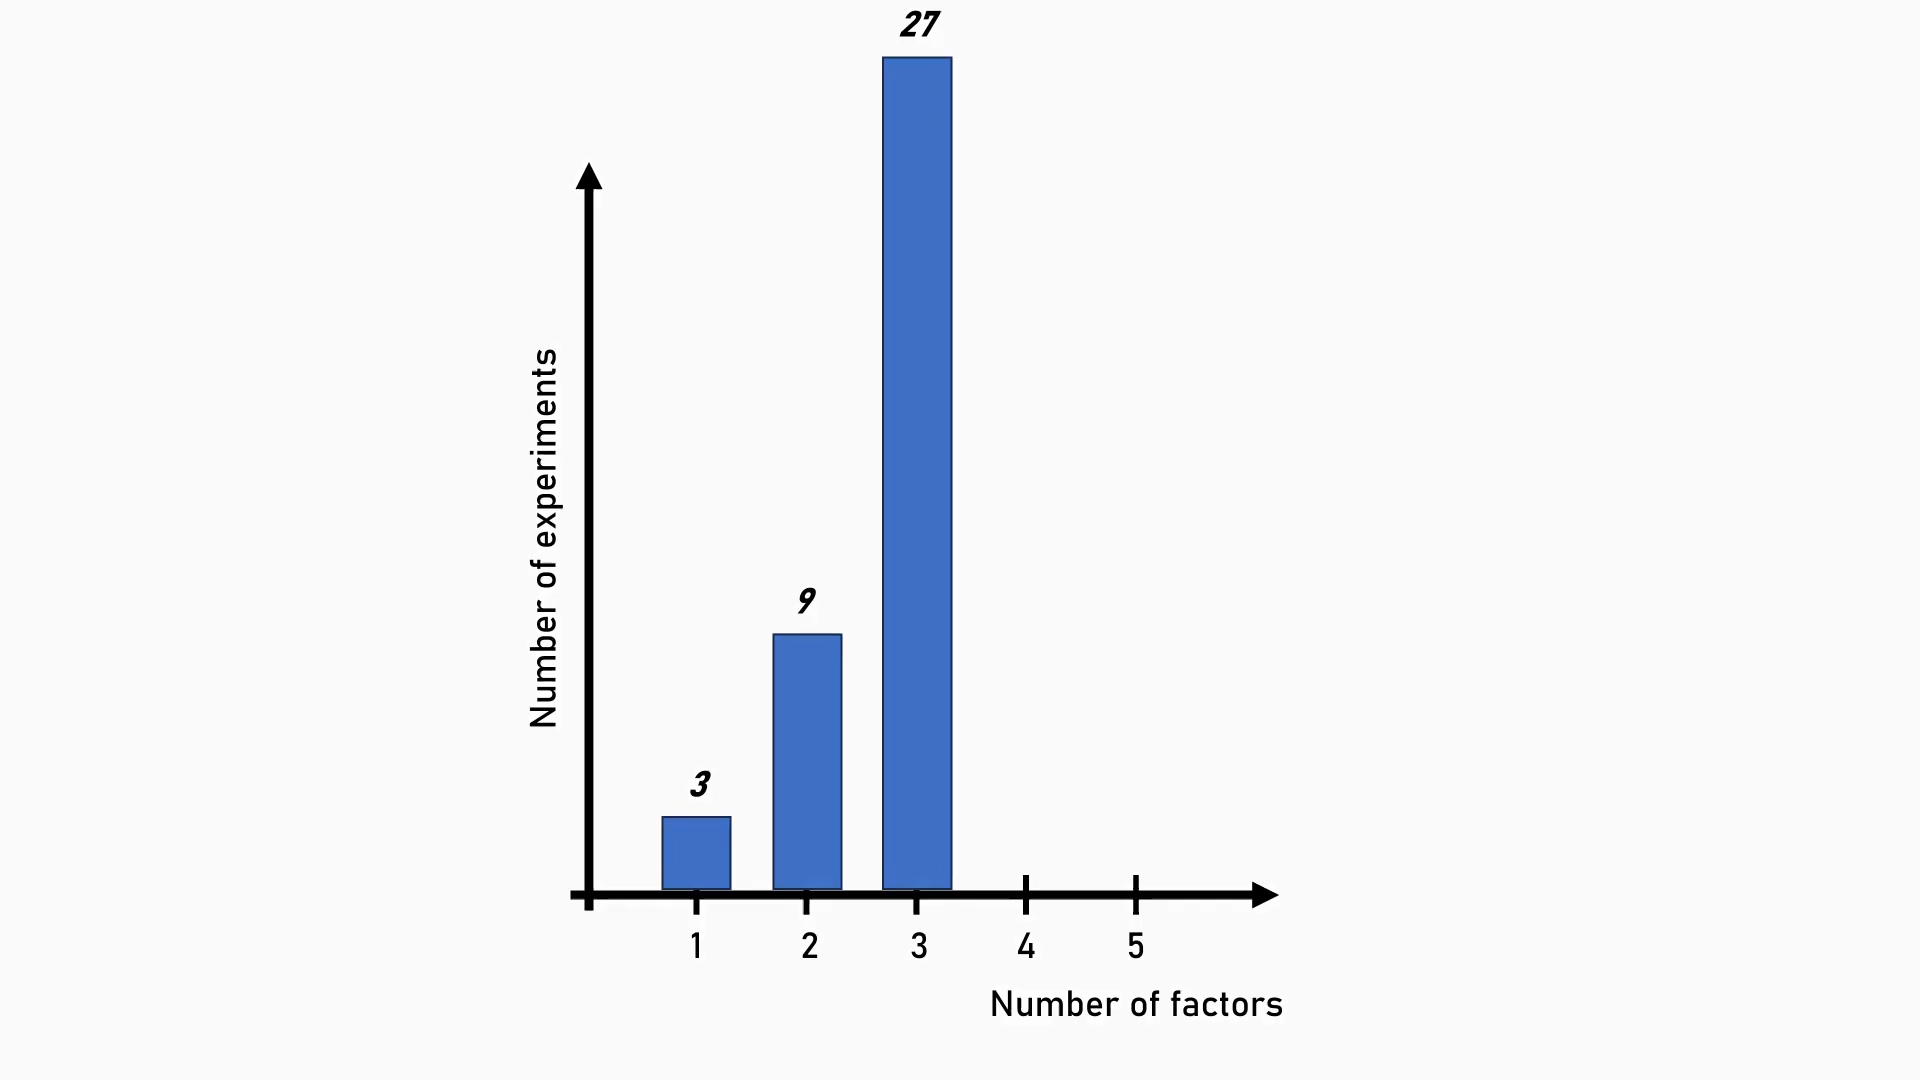 27
9
3
Number of experiments
1 2 3 4 5
Number of factors